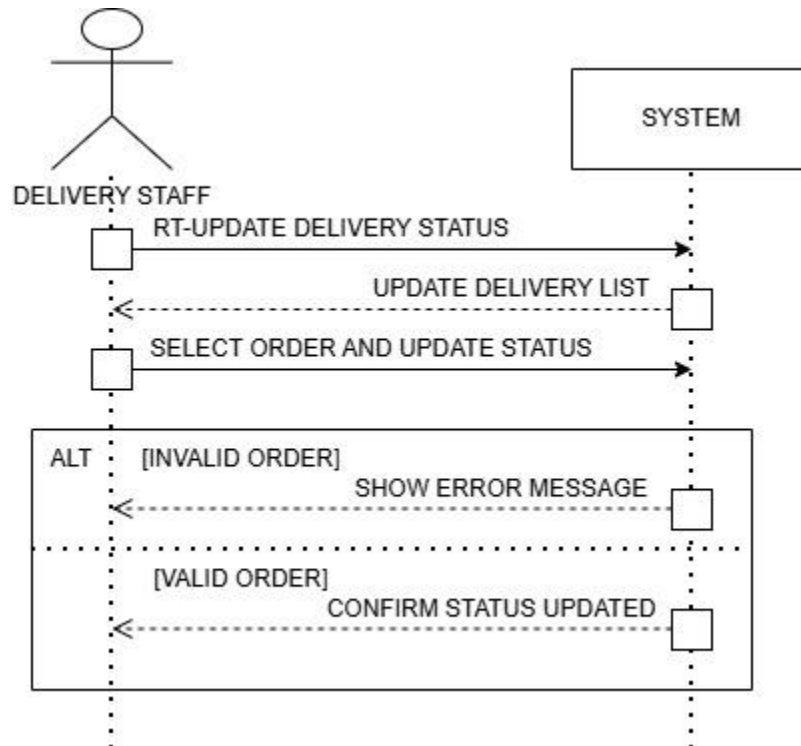 SYSTEM
DELIVERY STAFF
RT-UPDATE DELIVERY STATUS
UPDATE DELIVERY LIST
SELECT ORDER AND UPDATE STATUS
ALT [INVALID ORDER]
SHOW ERROR MESSAGE
[VALID ORDER]
CONFIRM STATUS UPDATED